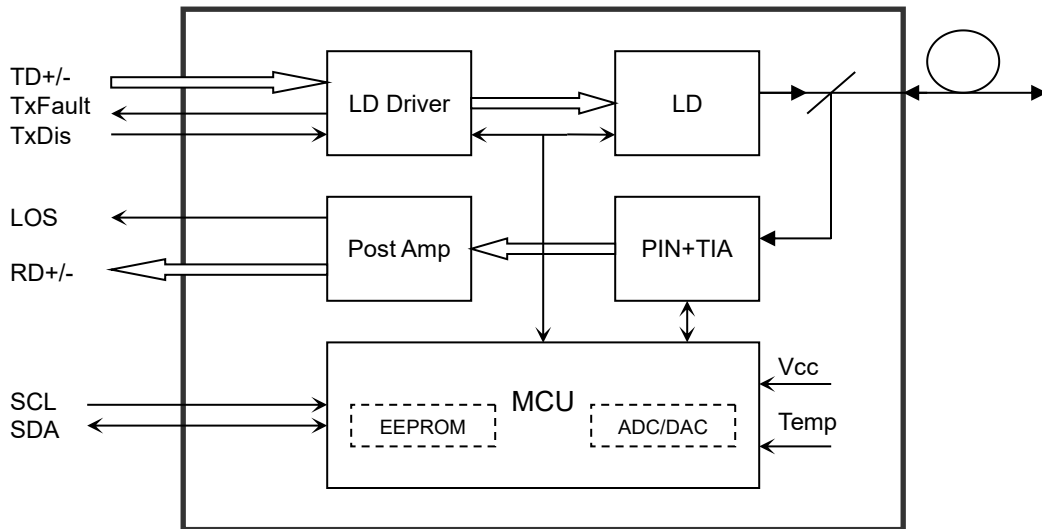 TD+/-
TxFault
TxDis
LD Driver
LD
LOS
RD+/-
Post Amp
PIN+TIA
SCL
SDA
MCU
EEPROM
ADC/DAC
Vcc
Temp